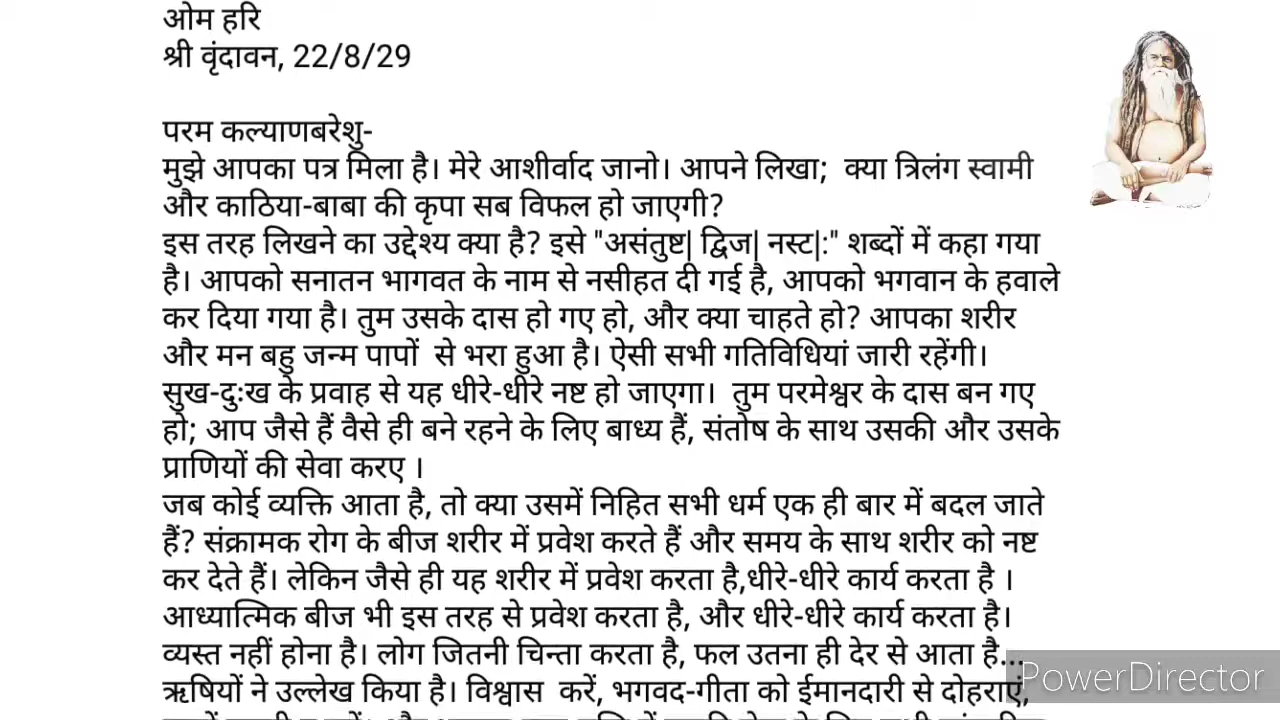 ओम हरि
श्री वृंदावन, 22/8/29
परम कल्याणबरेशु-
मुझे आपका पत्र मिला है। मेरे आशीर्वाद जानो। आपने लिखा;  क्या त्रिलंग स्वामी
और काठिया-बाबा की कृपा सब विफल हो जाएगी?
इस तरह लिखने का उद्देश्य क्या है? इसे "असंतुष्ट| द्विज| नस्ट|:" शब्दों में कहा गया
है। आपको सनातन भागवत के नाम से नसीहत दी गई है, आपको भगवान के हवाले
कर दिया गया है। तुम उसके दास हो गए हो, और क्या चाहते हो? आपका शरीर
और मन बहु जन्म पापों  से भरा हुआ है। ऐसी सभी गतिविधियां जारी रहेंगी।
सुख-दुःख के प्रवाह से यह धीरे-धीरे नष्ट हो जाएगा।  तुम परमेश्वर के दास बन गए
हो; आप जैसे हैं वैसे ही बने रहने के लिए बाध्य हैं, संतोष के साथ उसकी और उसके
प्राणियों की सेवा करए ।
जब कोई व्यक्ति आता है, तो क्या उसमें निहित सभी धर्म एक ही बार में बदल जाते
हैं? संक्रामक रोग के बीज शरीर में प्रवेश करते हैं और समय के साथ शरीर को नष्ट
कर देते हैं। लेकिन जैसे ही यह शरीर में प्रवेश करता है,धीरे-धीरे कार्य करता है ।
आध्यात्मिक बीज भी इस तरह से प्रवेश करता है, और धीरे-धीरे कार्य करता है।
व्यस्त नहीं होना है। लोग जितनी चिन्ता करता है, फल उतना ही देर से आता है...
ऋषियों ने उल्लेख किया है। विश्वास  करें, भगवद-गीता को ईमानदारी से दोहराएं,
PowerDirector